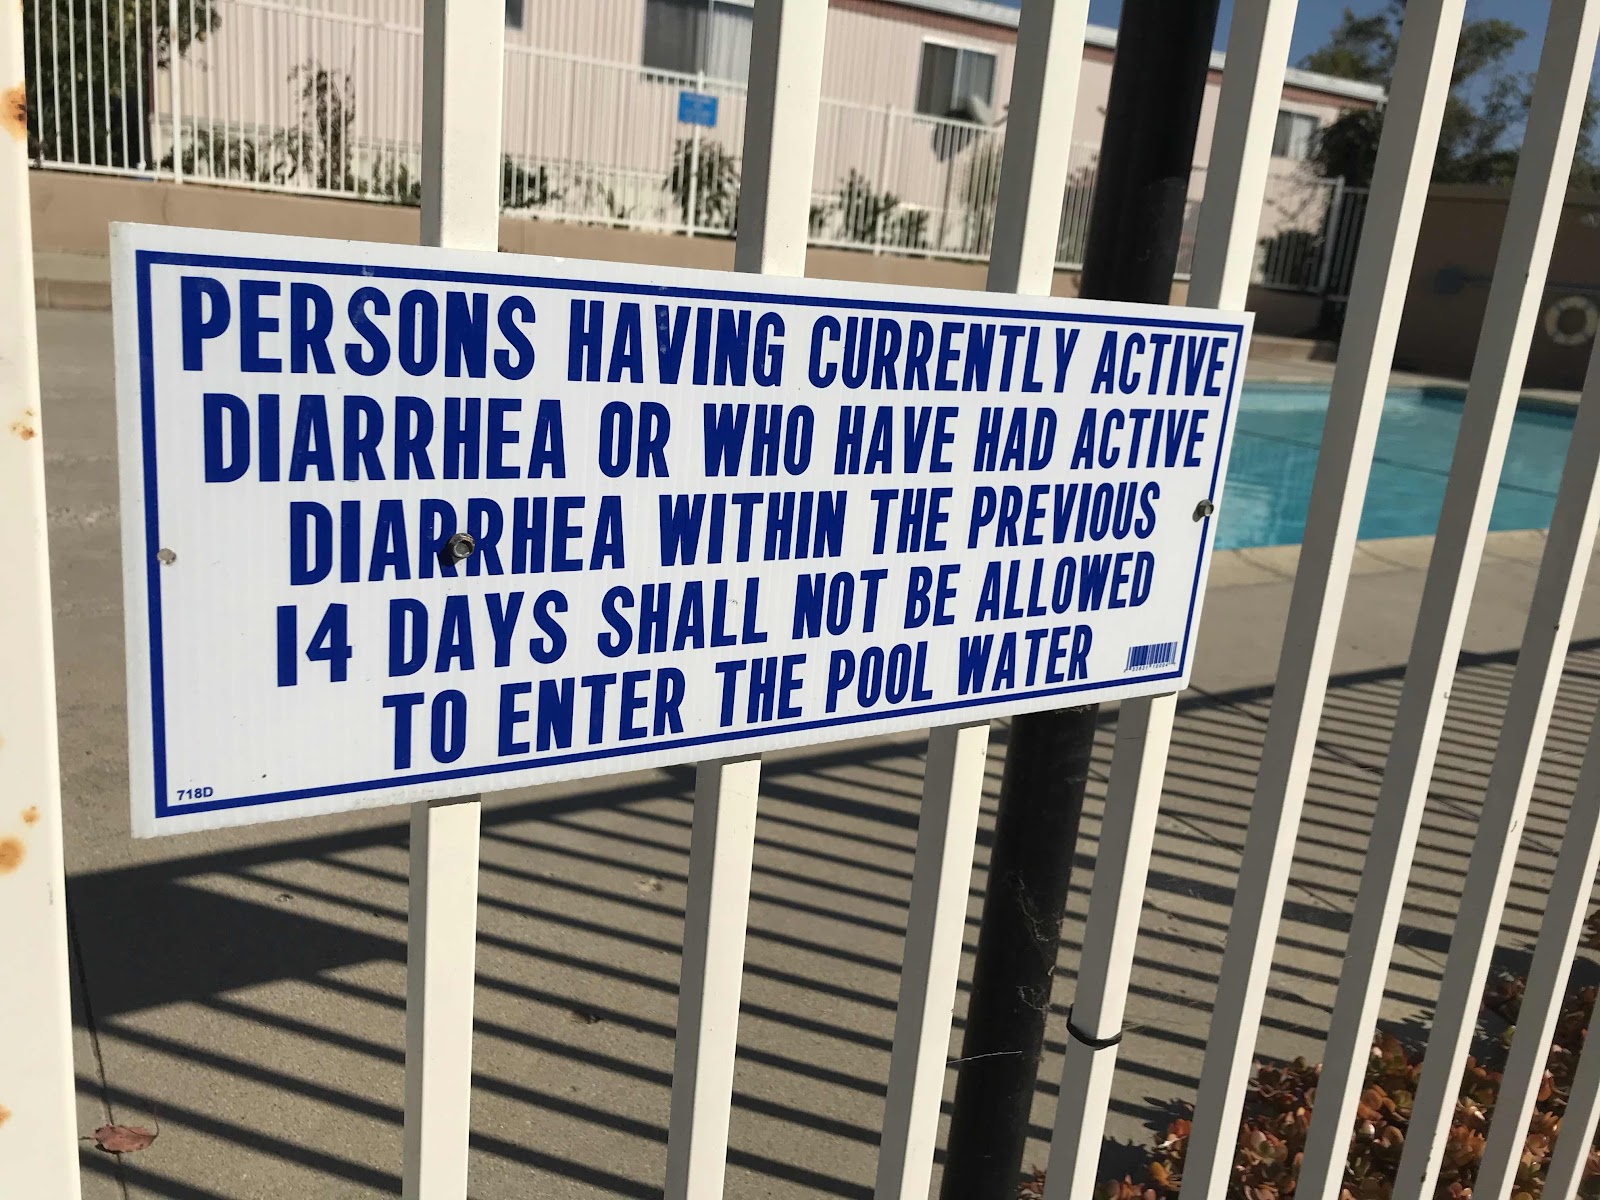 PERSONS HAVING CURRENTLY ACTIVE
DIARRHEA OR WHO HAVE HAD ACTIVE
DIARRHEA WITHIN THE PREVIOUS
14 DAYS SHALL NOT BE ALLOWED
TO ENTER THE POOL WATER
718D